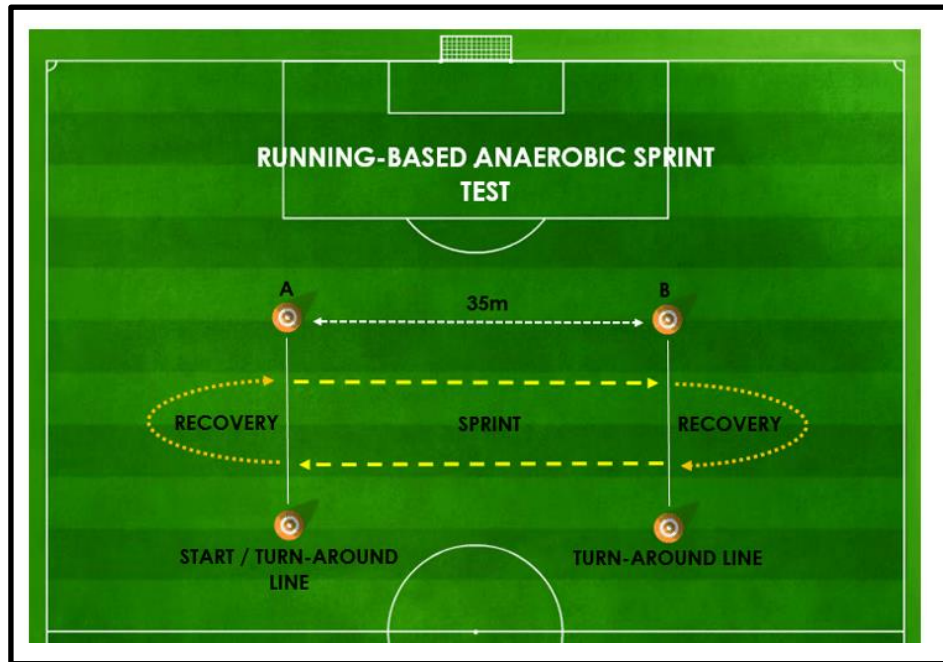 RUNNING-BASED ANAEROBIC SPRINT
TEST
A
B
35m
RECOVERY
SPRINT
RECOVERY
START / TURN-AROUND
LINE
TURN-AROUND LINE